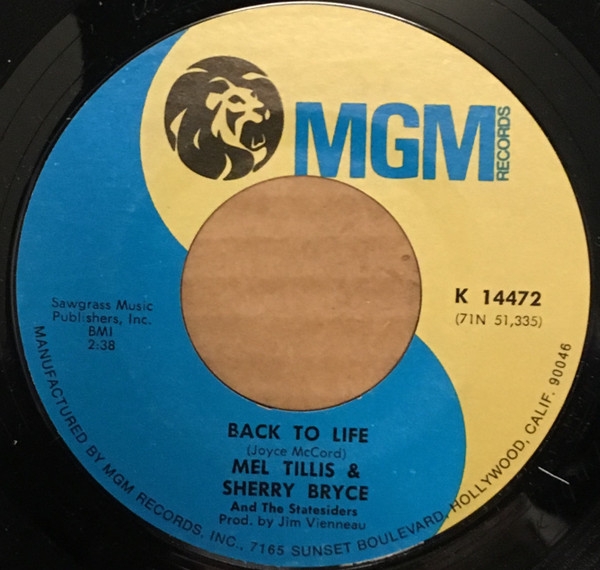 MGM
RECORDS
K 14472
(71N 51,335)
Sawgrass Music
Publishers, Inc.
BMI
2:38
BACK TO LIFE
(Joyce McCord)
MEL TILLIS &
SHERRY BRYCE
And The Statesiders
Prod. by Jim Vienneau
MANUFACTURED BY MGM RECORDS, INC., 7165 SUNSET BOULEVARD, HOLLYWOOD, CALIF. 90046